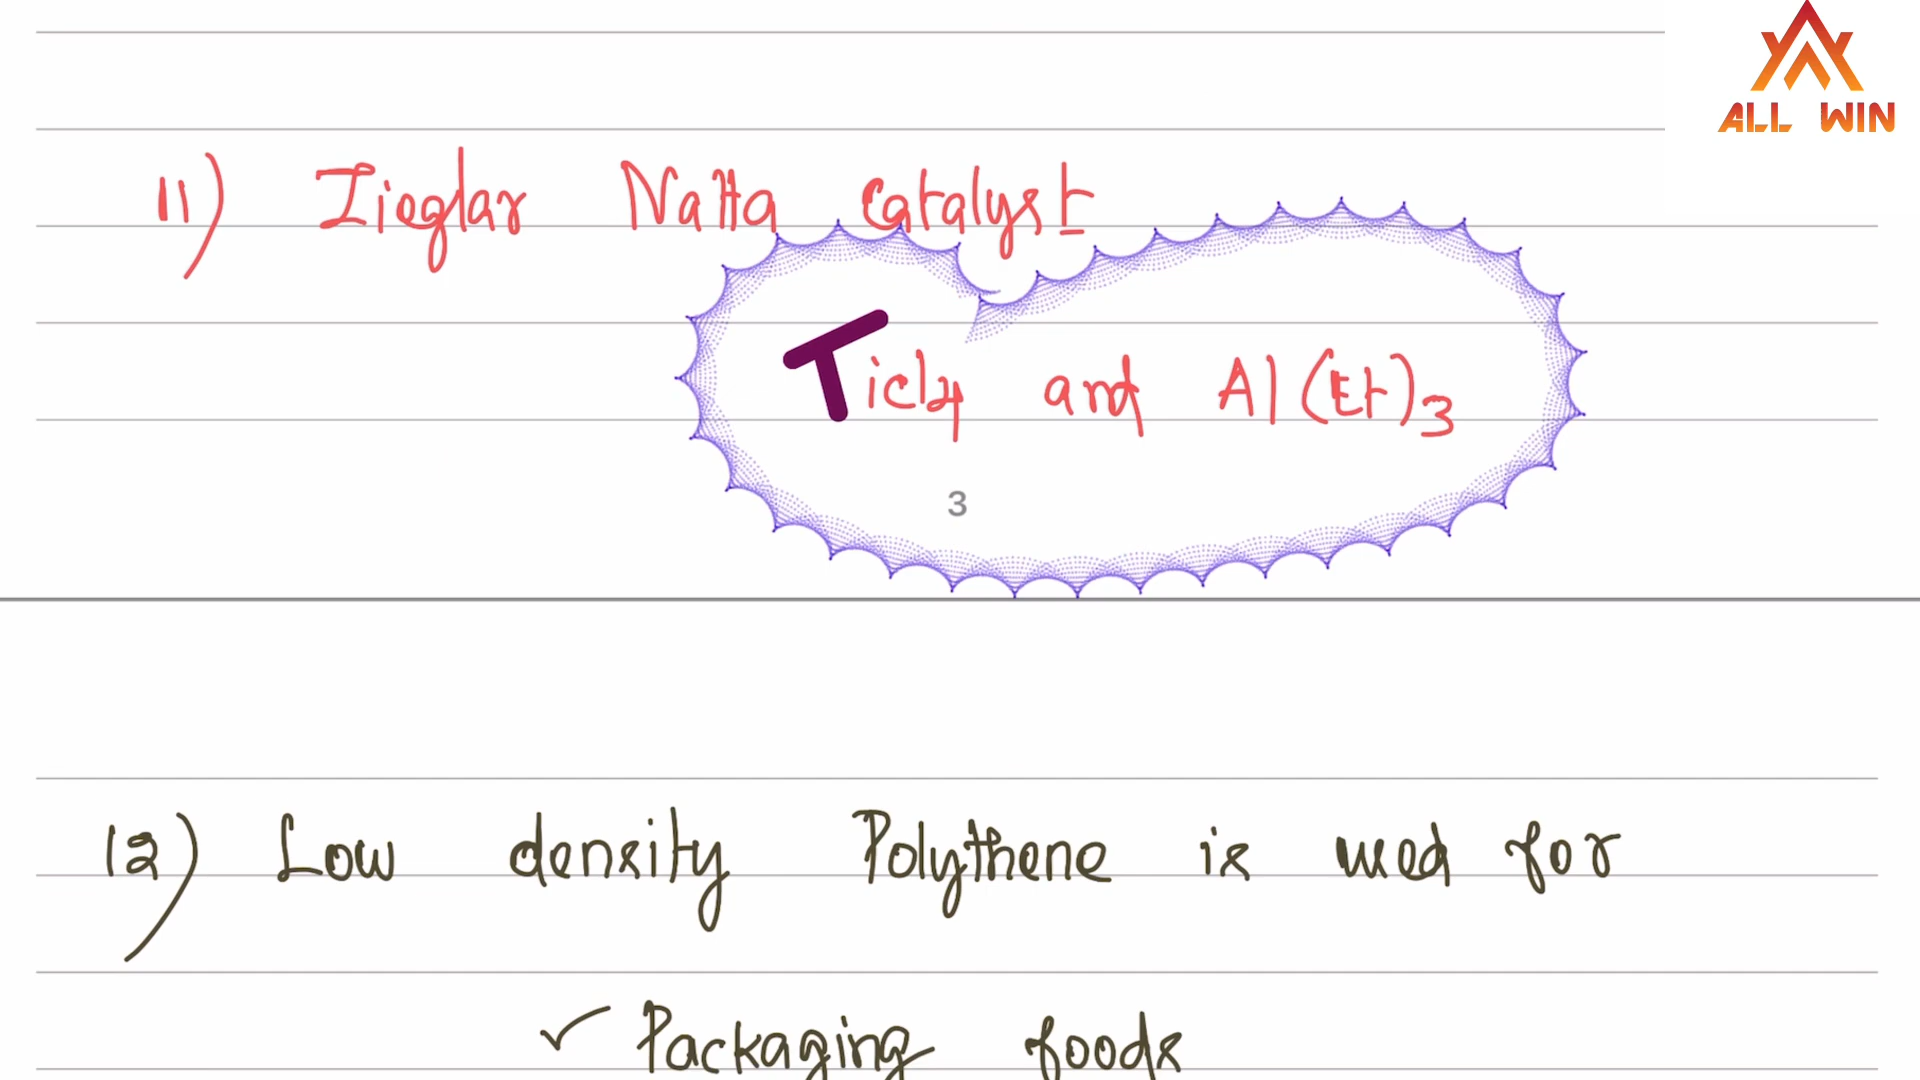 ALL WIN
11) Zieglar Natta catalyst
Ticl4 and Al(Et)3
3
12) Low density Polythene is used for
✓ Packaging foods